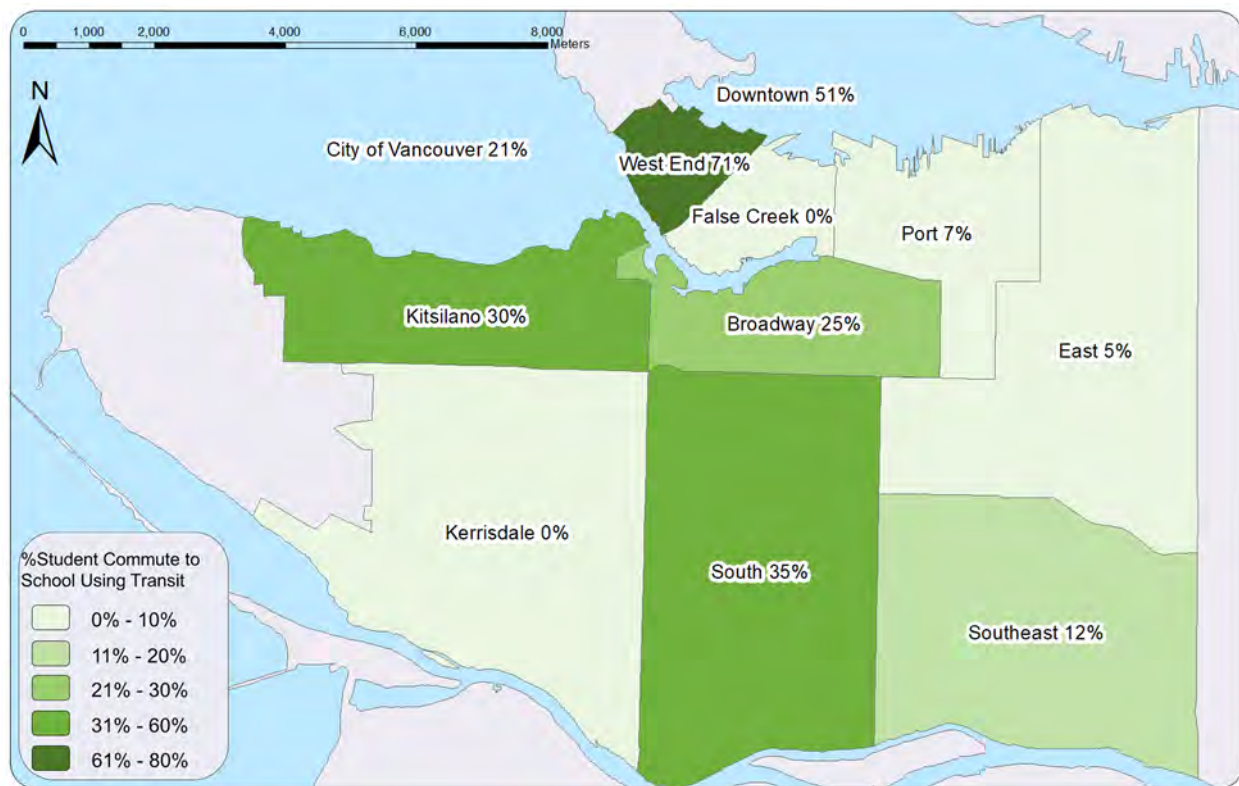 0 1,000 2,000 4,000 6,000 8,000
Meters
N
Downtown 51%
City of Vancouver 21%
West End 71%
False Creek 0%
Port 7%
Kitsilano 30%
Broadway 25%
East 5%
Kerrisdale 0%
South 35%
Southeast 12%
%Student Commute to
School Using Transit
0% - 10%
11% - 20%
21% - 30%
31% - 60%
61% - 80%